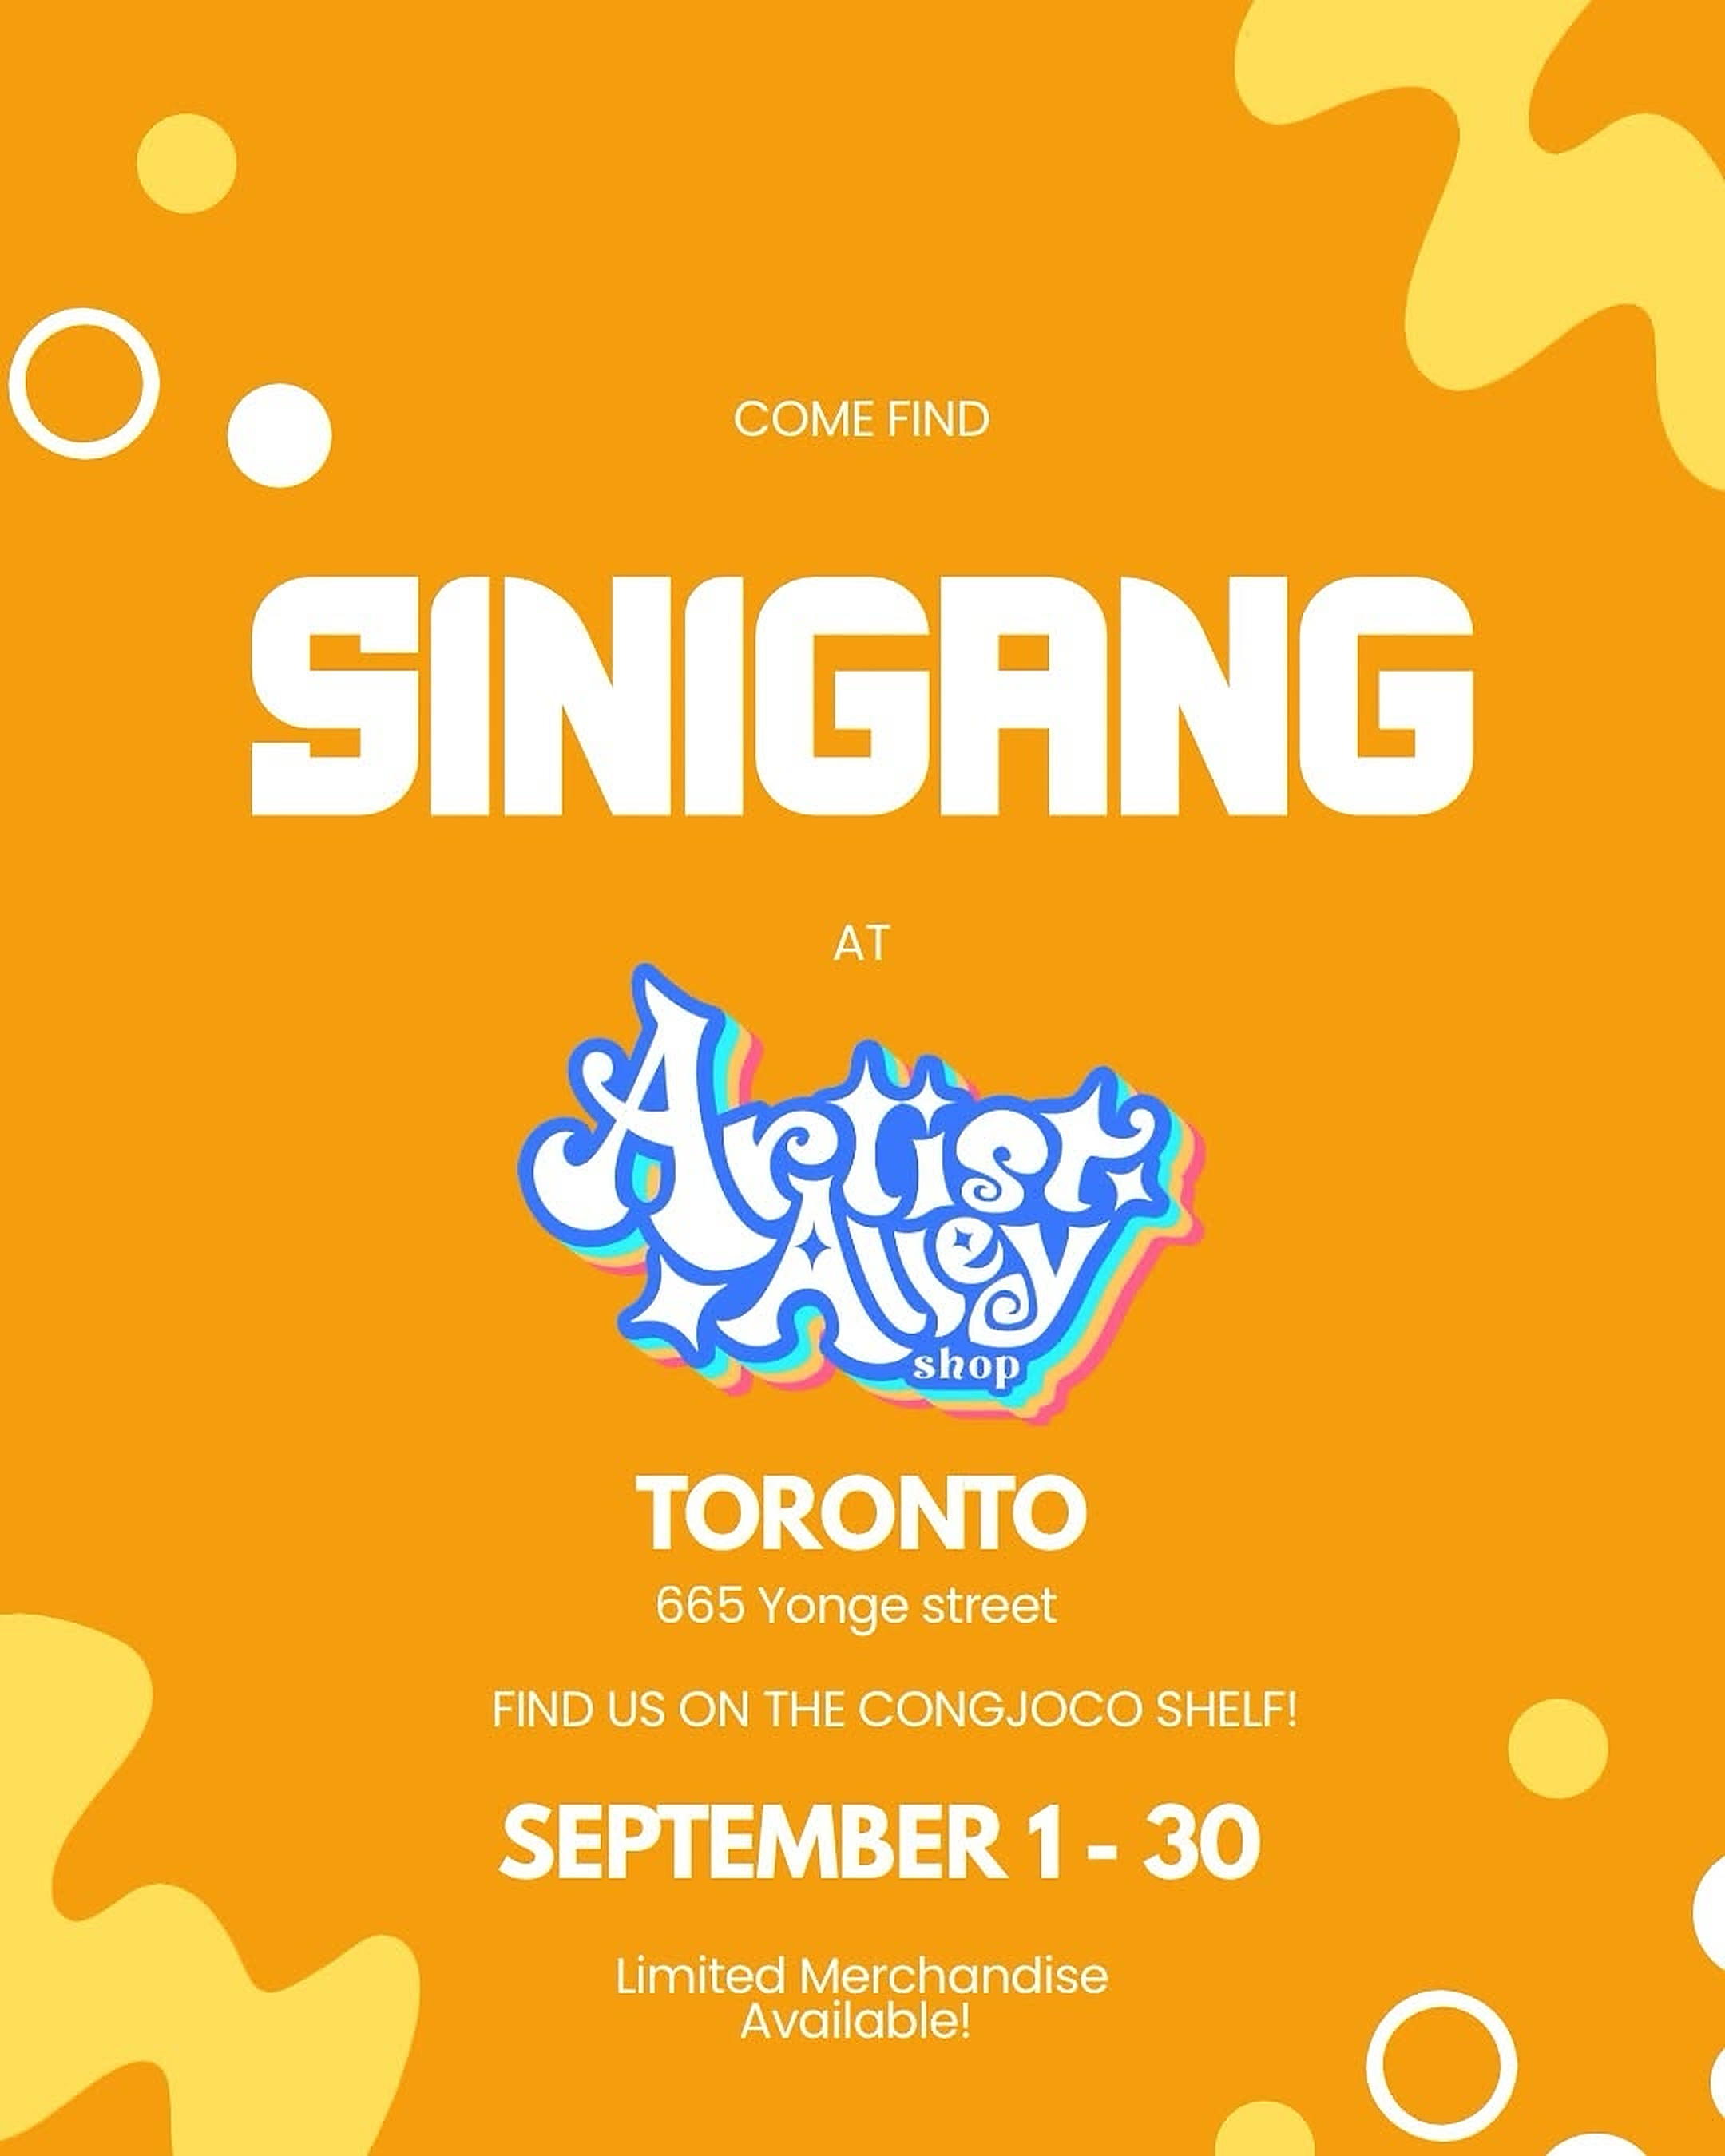 COME FIND
SINIGANG
AT
Artist
Alley
shop
TORONTO
665 Yonge street
FIND US ON THE CONGJOCO SHELF!
SEPTEMBER 1 - 30
Limited Merchandise
Available!